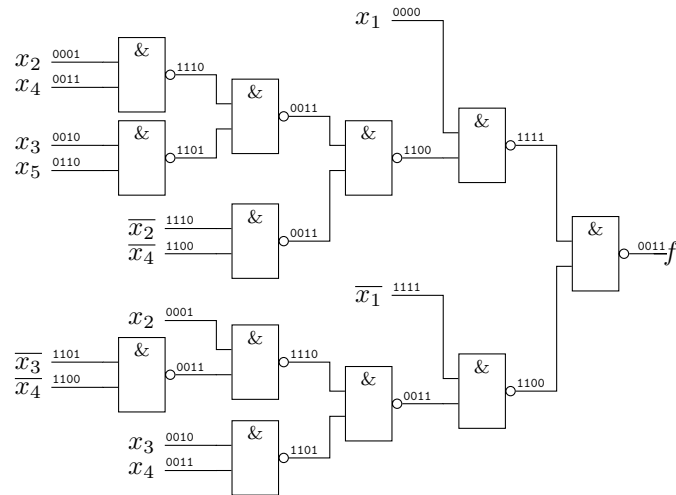 x1 0000
x2 0001 & 1110
x4 0011
& 0011
x3 0010 & 1101
x5 0110
& 1100
& 1111
x̅2̅ 1110 & 0011
x̅4̅ 1100
& 0011 f
x̅1̅ 1111
x2 0001
& 1110
x̅3̅ 1101 & 0011
x̅4̅ 1100
& 0011
& 1100
x3 0010 & 1101
x4 0011